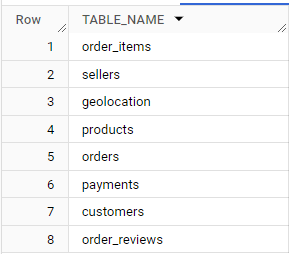 Row TABLE_NAME
1 order_items
2 sellers
3 geolocation
4 products
5 orders
6 payments
7 customers
8 order_reviews